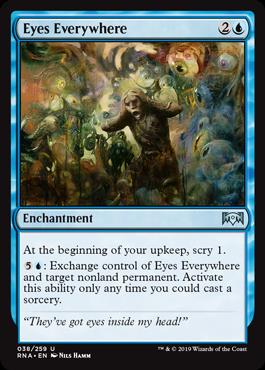 Eyes Everywhere 2
Enchantment
At the beginning of your upkeep, scry 1.
5: Exchange control of Eyes Everywhere
and target nonland permanent. Activate
this ability only any time you could cast a
sorcery.
“They’ve got eyes inside my head!”
038/259 U
RNA • EN Nils Hamm ™ & © 2019 Wizards of the Coast